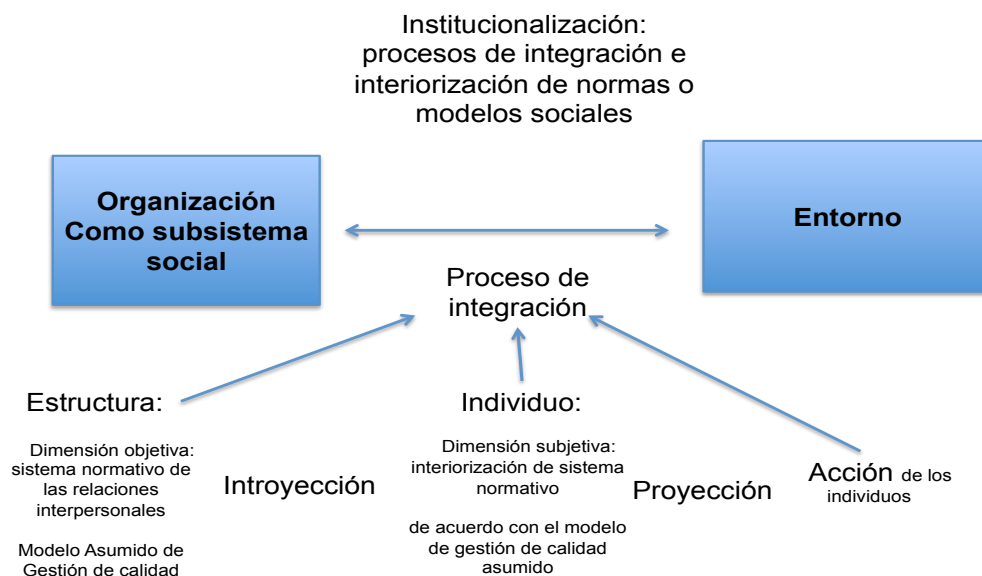 Institucionalización:
procesos de integración e
interiorización de normas o
modelos sociales
Organización
Como subsistema
social
Entorno
Proceso de
integración
Estructura:
Dimensión objetiva:
sistema normativo de
las relaciones
interpersonales
Modelo Asumido de
Gestión de calidad
Introyección
Individuo:
Dimensión subjetiva:
interiorización de sistema
normativo
de acuerdo con el modelo
de gestión de calidad
asumido
Proyección
Acción de los
individuos